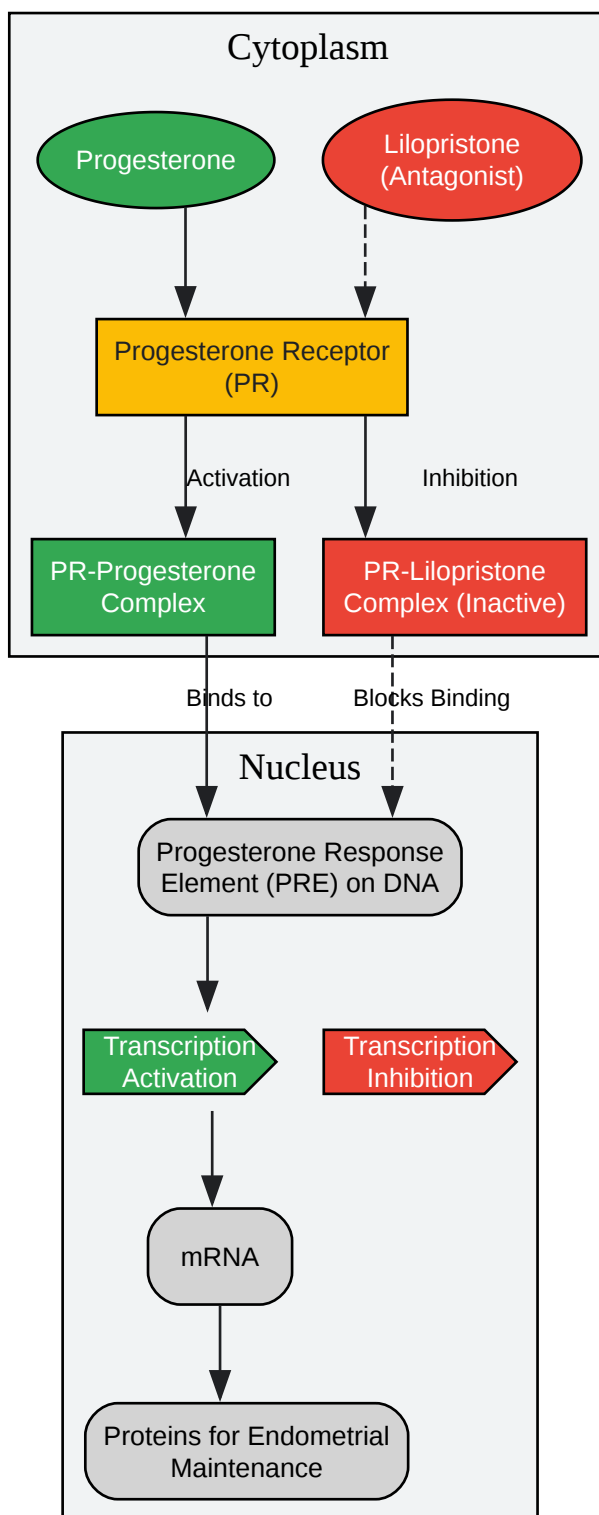 Cytoplasm
Progesterone
Lilopristone
(Antagonist)
Progesterone Receptor
(PR)
Activation
Inhibition
PR-Progesterone
Complex
PR-Lilopristone
Complex (Inactive)
Binds to
Blocks Binding
Nucleus
Progesterone Response
Element (PRE) on DNA
Transcription
Activation
Transcription
Inhibition
mRNA
Proteins for Endometrial
Maintenance